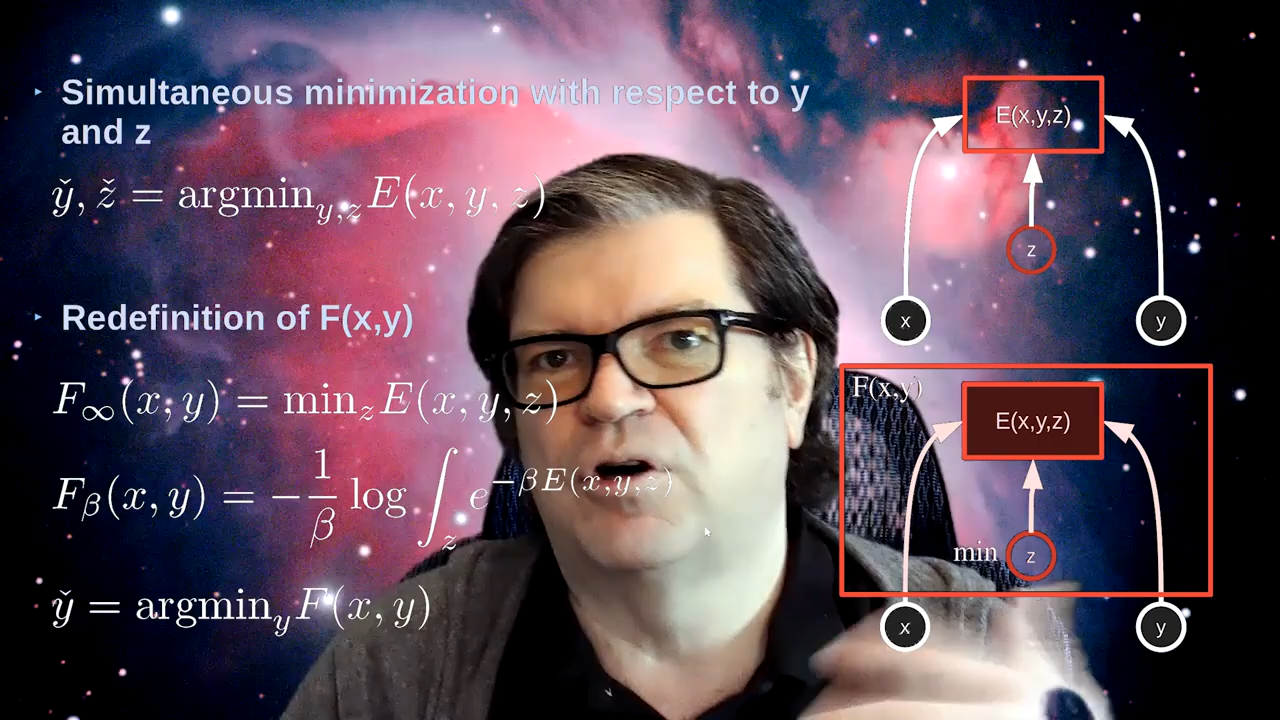 Simultaneous minimization with respect to y
and z
y̌, ž = argmin_{y,z} E(x, y, z)
Redefinition of F(x,y)
F_∞(x, y) = min_z E(x, y, z)
F_β(x, y) = −1/β log ∫_z e^{−βE(x,y,z)}
y̌ = argmin_y F(x, y)
E(x,y,z)
z
x
y
F(x,y)
E(x,y,z)
min
z
x
y